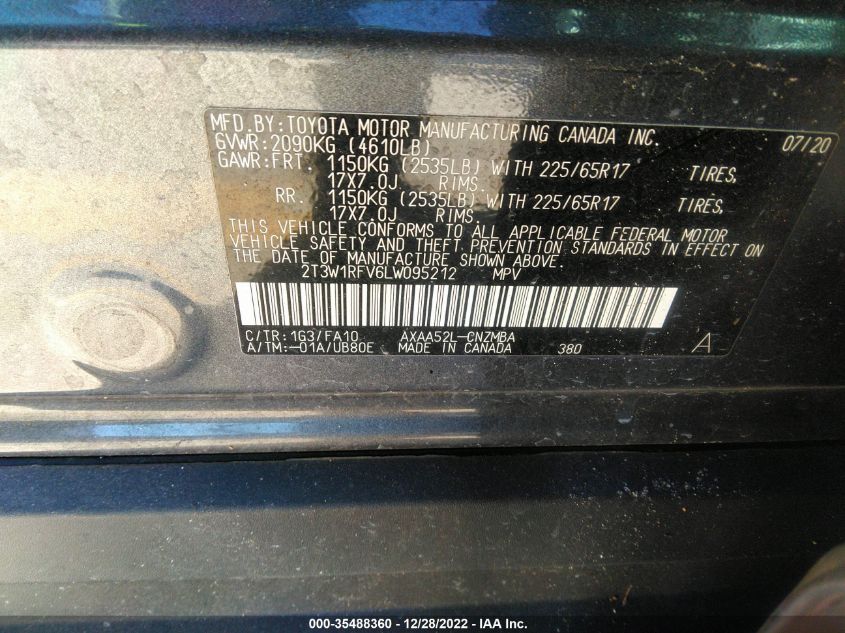 MFD.BY:TOYOTA MOTOR MANUFACTURING CANADA INC. 07/20
GVWR:2090KG (4610LB)
GAWR:FRT. 1150KG (2535LB) WITH 225/65R17 TIRES,
17X7.0J RIMS.
RR. 1150KG (2535LB) WITH 225/65R17 TIRES,
17X7.0J RIMS.
THIS VEHICLE CONFORMS TO ALL APPLICABLE FEDERAL MOTOR
VEHICLE SAFETY AND THEFT PREVENTION STANDARDS IN EFFECT ON
THE DATE OF MANUFACTURE SHOWN ABOVE.
2T3W1RFV6LW095212 MPV
C/TR:1G3/FA10 AXAA52L-CNZMBA
A/TM:-01A/UB80E MADE IN CANADA 380 A
000-35488360 - 12/28/2022 - IAA Inc.